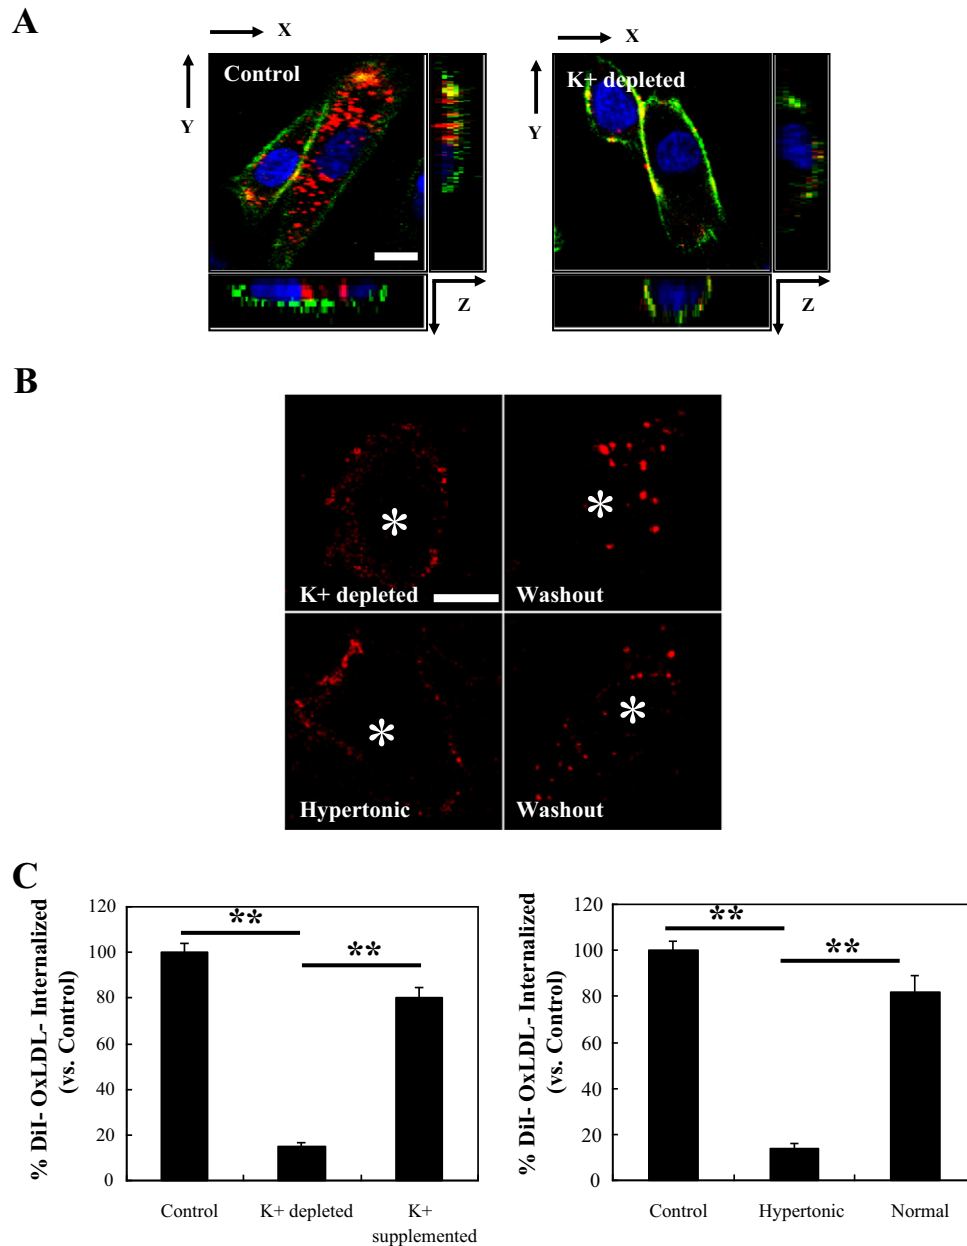 A
X
X
Control
K+ depleted
Y
Y
Z
Z
B
*
*
K+ depleted
Washout
*
*
Hypertonic
Washout
C
% DiI- OxLDL- Internalized
(vs. Control)
120
100
80
60
40
20
0
**
**
Control
K+ depleted
K+
supplemented
% DiI- OxLDL- Internalized
(vs. Control)
120
100
80
60
40
20
0
**
**
Control
Hypertonic
Normal